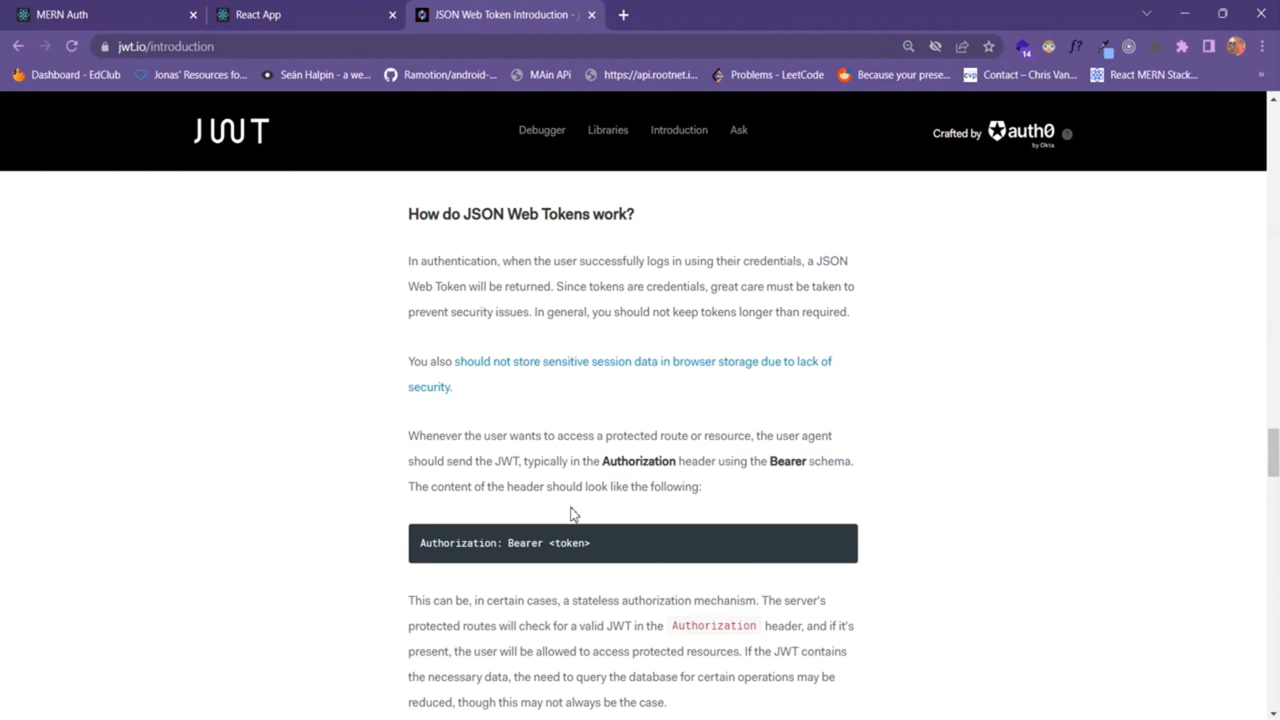 MERN Auth
React App
JSON Web Token Introduction - j
jwt.io/introduction
14
f?
Dashboard - EdClub
Jonas' Resources fo...
Seán Halpin - a we...
Ramotion/android-...
MAin API
https://api.rootnet.i...
Problems - LeetCode
Because your prese...
cvp
Contact – Chris Van...
React MERN Stack...
»
JWT
Debugger
Libraries
Introduction
Ask
Crafted by
auth0
by Okta
How do JSON Web Tokens work?
In authentication, when the user successfully logs in using their credentials, a JSON
Web Token will be returned. Since tokens are credentials, great care must be taken to
prevent security issues. In general, you should not keep tokens longer than required.
You also should not store sensitive session data in browser storage due to lack of
security.
Whenever the user wants to access a protected route or resource, the user agent
should send the JWT, typically in the Authorization header using the Bearer schema.
The content of the header should look like the following:
Authorization: Bearer <token>
This can be, in certain cases, a stateless authorization mechanism. The server's
protected routes will check for a valid JWT in the Authorization header, and if it's
present, the user will be allowed to access protected resources. If the JWT contains
the necessary data, the need to query the database for certain operations may be
reduced, though this may not always be the case.